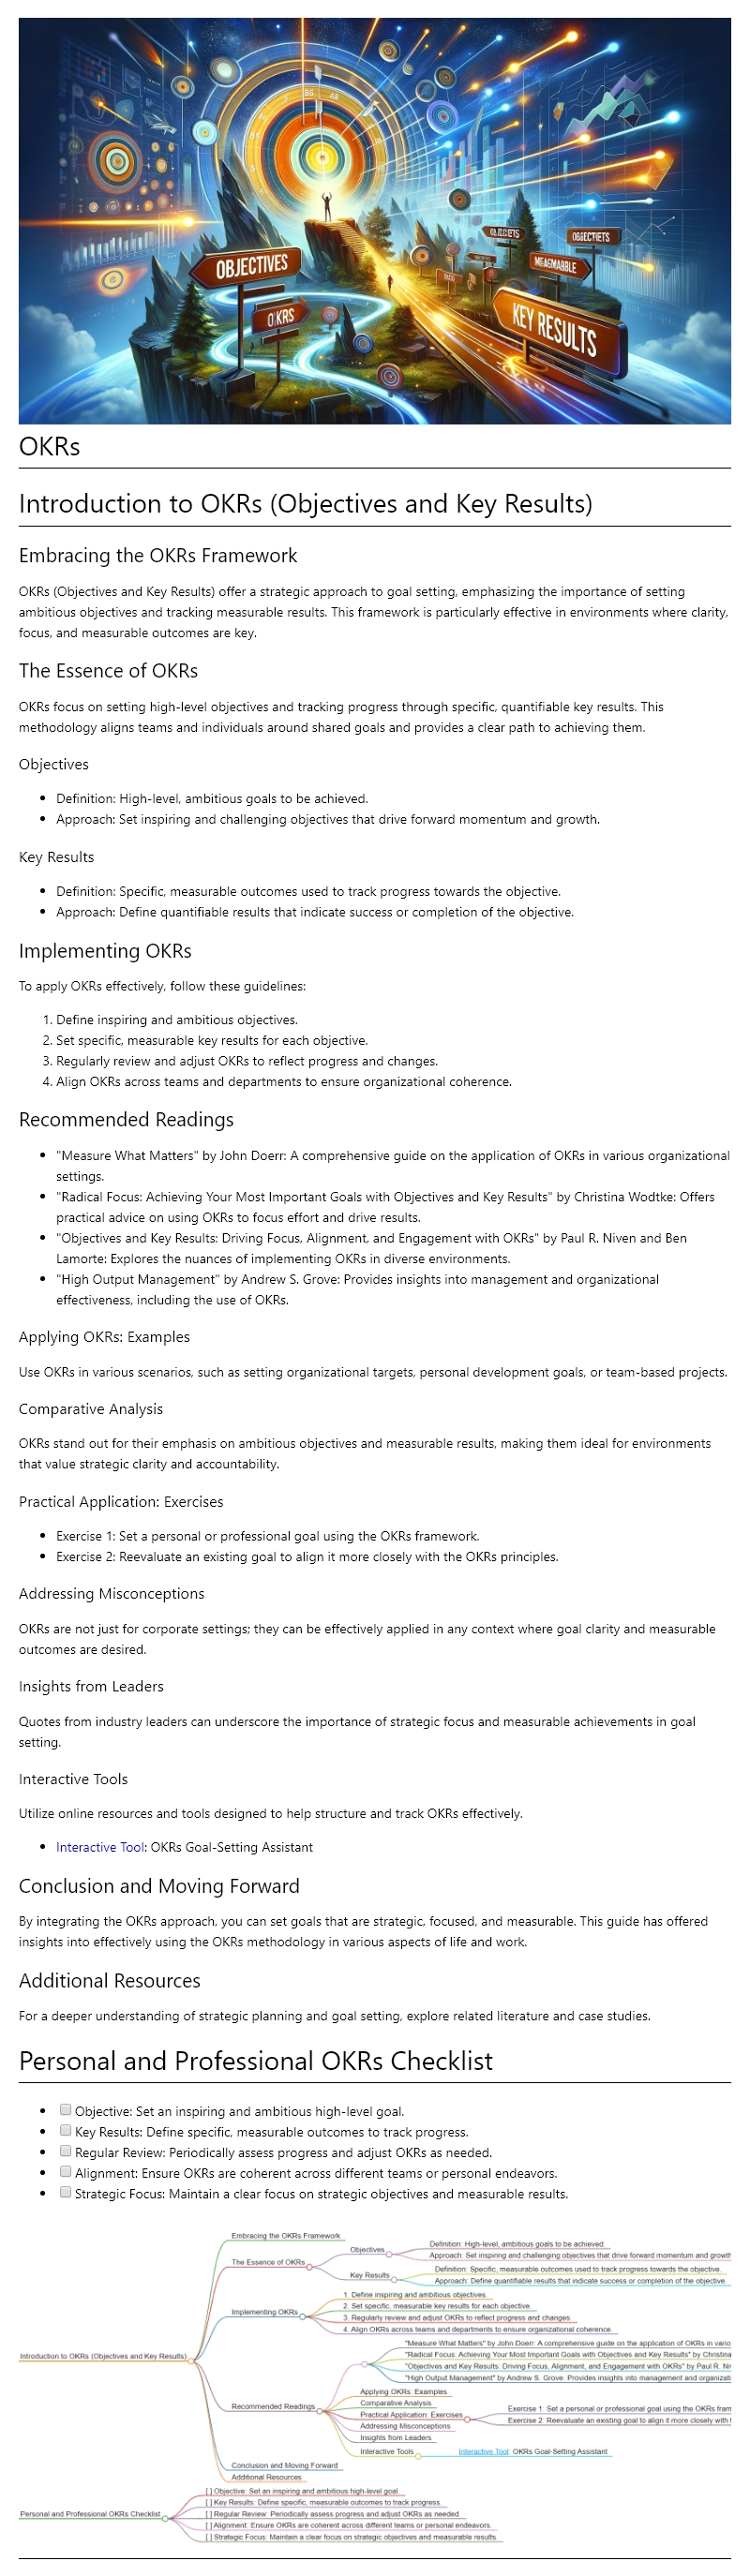 OBJECTIVES
OKRS
OBJECTIETS
KEY RESULTS
OKRs
Introduction to OKRs (Objectives and Key Results)
Embracing the OKRs Framework
OKRs (Objectives and Key Results) offer a strategic approach to goal setting, emphasizing the importance of setting
ambitious objectives and tracking measurable results. This framework is particularly effective in environments where clarity,
focus, and measurable outcomes are key.
The Essence of OKRs
OKRs focus on setting high-level objectives and tracking progress through specific, quantifiable key results. This
methodology aligns teams and individuals around shared goals and provides a clear path to achieving them.
Objectives
• Definition: High-level, ambitious goals to be achieved.
• Approach: Set inspiring and challenging objectives that drive forward momentum and growth.
Key Results
• Definition: Specific, measurable outcomes used to track progress towards the objective.
• Approach: Define quantifiable results that indicate success or completion of the objective.
Implementing OKRs
To apply OKRs effectively, follow these guidelines:
1. Define inspiring and ambitious objectives.
2. Set specific, measurable key results for each objective.
3. Regularly review and adjust OKRs to reflect progress and changes.
4. Align OKRs across teams and departments to ensure organizational coherence.
Recommended Readings
• "Measure What Matters" by John Doerr: A comprehensive guide on the application of OKRs in various organizational
settings.
• "Radical Focus: Achieving Your Most Important Goals with Objectives and Key Results" by Christina Wodtke: Offers
practical advice on using OKRs to focus effort and drive results.
• "Objectives and Key Results: Driving Focus, Alignment, and Engagement with OKRs" by Paul R. Niven and Ben
Lamorte: Explores the nuances of implementing OKRs in diverse environments.
• "High Output Management" by Andrew S. Grove: Provides insights into management and organizational
effectiveness, including the use of OKRs.
Applying OKRs: Examples
Use OKRs in various scenarios, such as setting organizational targets, personal development goals, or team-based projects.
Comparative Analysis
OKRs stand out for their emphasis on ambitious objectives and measurable results, making them ideal for environments
that value strategic clarity and accountability.
Practical Application: Exercises
• Exercise 1: Set a personal or professional goal using the OKRs framework.
• Exercise 2: Reevaluate an existing goal to align it more closely with the OKRs principles.
Addressing Misconceptions
OKRs are not just for corporate settings; they can be effectively applied in any context where goal clarity and measurable
outcomes are desired.
Insights from Leaders
Quotes from industry leaders can underscore the importance of strategic focus and measurable achievements in goal
setting.
Interactive Tools
Utilize online resources and tools designed to help structure and track OKRs effectively.
• Interactive Tool: OKRs Goal-Setting Assistant
Conclusion and Moving Forward
By integrating the OKRs approach, you can set goals that are strategic, focused, and measurable. This guide has offered
insights into effectively using the OKRs methodology in various aspects of life and work.
Additional Resources
For a deeper understanding of strategic planning and goal setting, explore related literature and case studies.
Personal and Professional OKRs Checklist
• Objective: Set an inspiring and ambitious high-level goal.
• Key Results: Define specific, measurable outcomes to track progress.
• Regular Review: Periodically assess progress and adjust OKRs as needed.
• Alignment: Ensure OKRs are coherent across different teams or personal endeavors.
• Strategic Focus: Maintain a clear focus on strategic objectives and measurable results.
Introduction to OKRs (Objectives and Key Results)
Embracing the OKRs Framework
The Essence of OKRs
Objectives
Definition: High-level, ambitious goals to be achieved.
Approach: Set inspiring and challenging objectives that drive forward momentum and growth
Key Results
Definition: Specific, measurable outcomes used to track progress towards the objective.
Approach: Define quantifiable results that indicate success or completion of the objective.
Implementing OKRs
1. Define inspiring and ambitious objectives.
2. Set specific, measurable key results for each objective.
3. Regularly review and adjust OKRs to reflect progress and changes.
4. Align OKRs across teams and departments to ensure organizational coherence.
Recommended Readings
"Measure What Matters" by John Doerr: A comprehensive guide on the application of OKRs in vario
"Radical Focus: Achieving Your Most Important Goals with Objectives and Key Results" by Christina
"Objectives and Key Results: Driving Focus, Alignment, and Engagement with OKRs" by Paul R. Ni
"High Output Management" by Andrew S. Grove: Provides insights into management and organizati
Applying OKRs: Examples
Comparative Analysis
Practical Application: Exercises
Exercise 1: Set a personal or professional goal using the OKRs fram
Exercise 2: Reevaluate an existing goal to align it more closely with
Addressing Misconceptions
Insights from Leaders
Interactive Tools
Interactive Tool: OKRs Goal-Setting Assistant
Conclusion and Moving Forward
Additional Resources
Personal and Professional OKRs Checklist
[ ] Objective: Set an inspiring and ambitious high-level goal.
[ ] Key Results: Define specific, measurable outcomes to track progress.
[ ] Regular Review: Periodically assess progress and adjust OKRs as needed.
[ ] Alignment: Ensure OKRs are coherent across different teams or personal endeavors.
[ ] Strategic Focus: Maintain a clear focus on strategic objectives and measurable results.